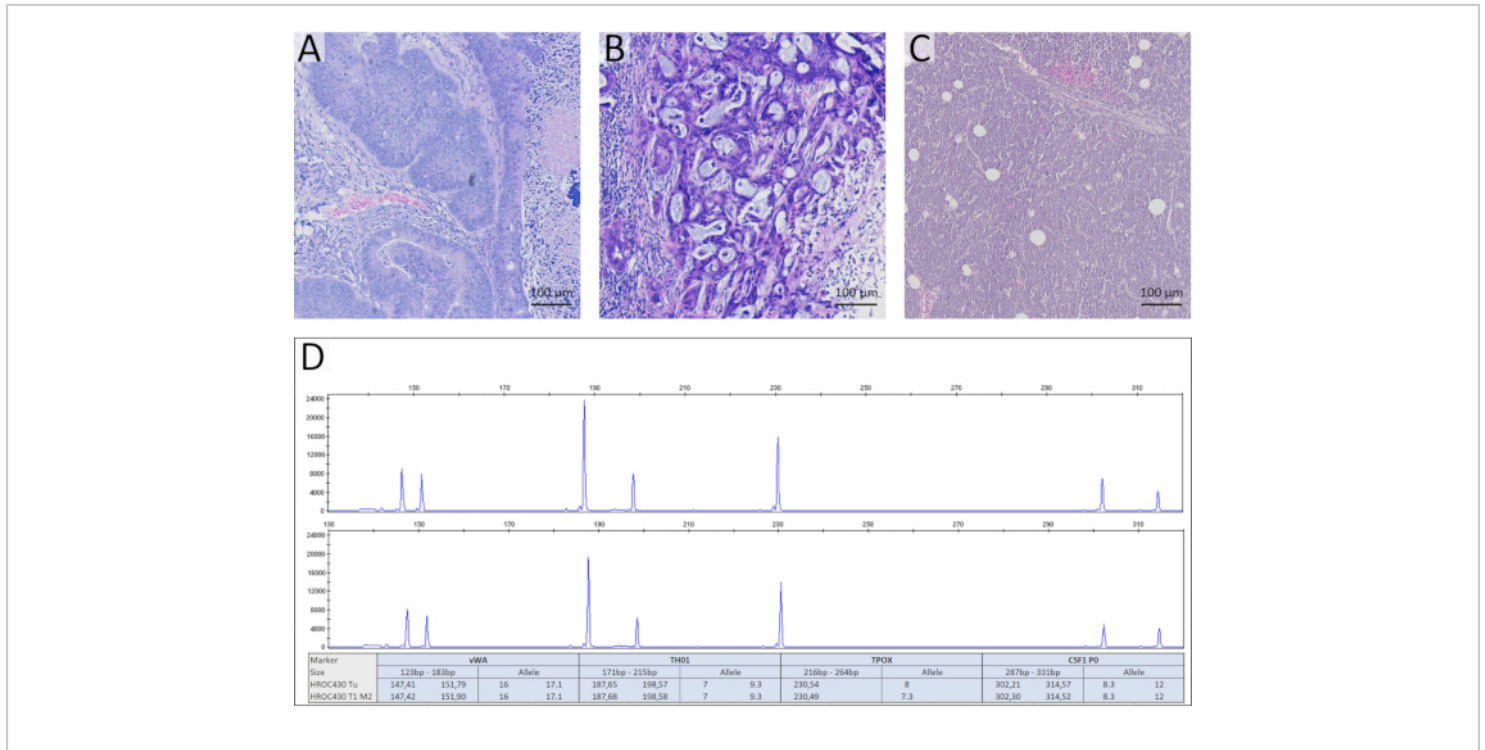 A
B
C
100 µm
100 µm
100 µm
D
150 170 190 210 230 250 270 290 310
24000
20000
16000
12000
8000
4000
0
130 150 170 190 210 230 250 270 290 310
24000
20000
16000
12000
8000
4000
0
Marker vWA TH01 TPOX CSF1 P0
Size 123bp - 183bp Allele 171bp - 215bp Allele 216bp - 264bp Allele 287bp - 331bp Allele
HROC430 Tu 147,41 151,79 16 17.1 187,65 198,57 7 9.3 230,54 8 302,21 314,57 8.3 12
HROC430 T1 M2 147,42 151,90 16 17.1 187,68 198,58 7 9.3 230,49 7.3 302,30 314,52 8.3 12